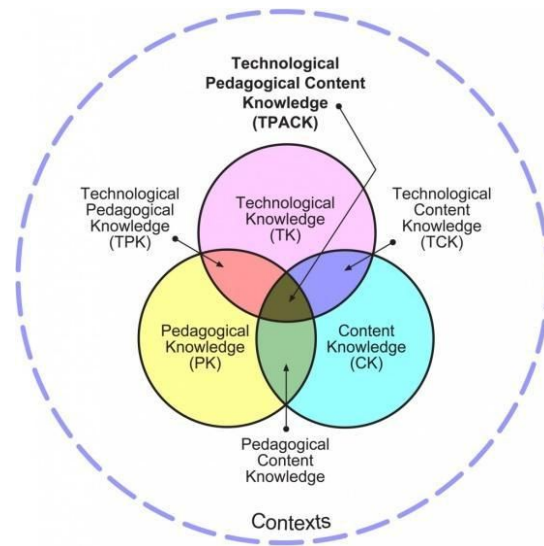 Technological
Pedagogical Content
Knowledge
(TPACK)
Technological
Pedagogical
Knowledge
(TPK)
Technological
Knowledge
(TK)
Technological
Content
Knowledge
(TCK)
Pedagogical
Knowledge
(PK)
Content
Knowledge
(CK)
Pedagogical
Content
Knowledge
Contexts